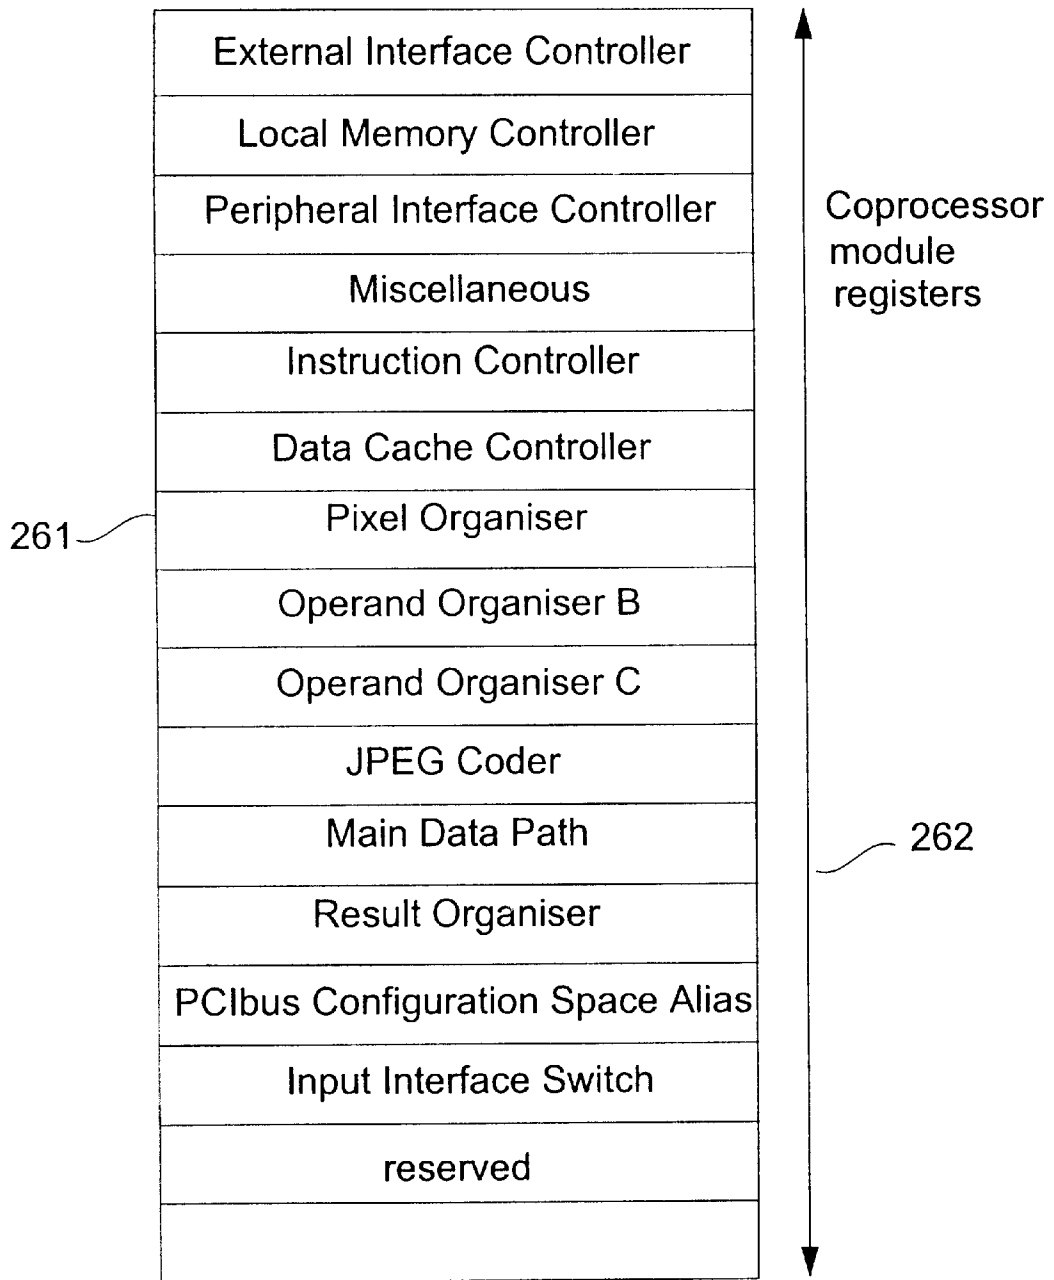 External Interface Controller
Local Memory Controller
Peripheral Interface Controller
Coprocessor
module
registers
Miscellaneous
Instruction Controller
Data Cache Controller
Pixel Organiser
261
Operand Organiser B
Operand Organiser C
JPEG Coder
Main Data Path
262
Result Organiser
PCIbus Configuration Space Alias
Input Interface Switch
reserved